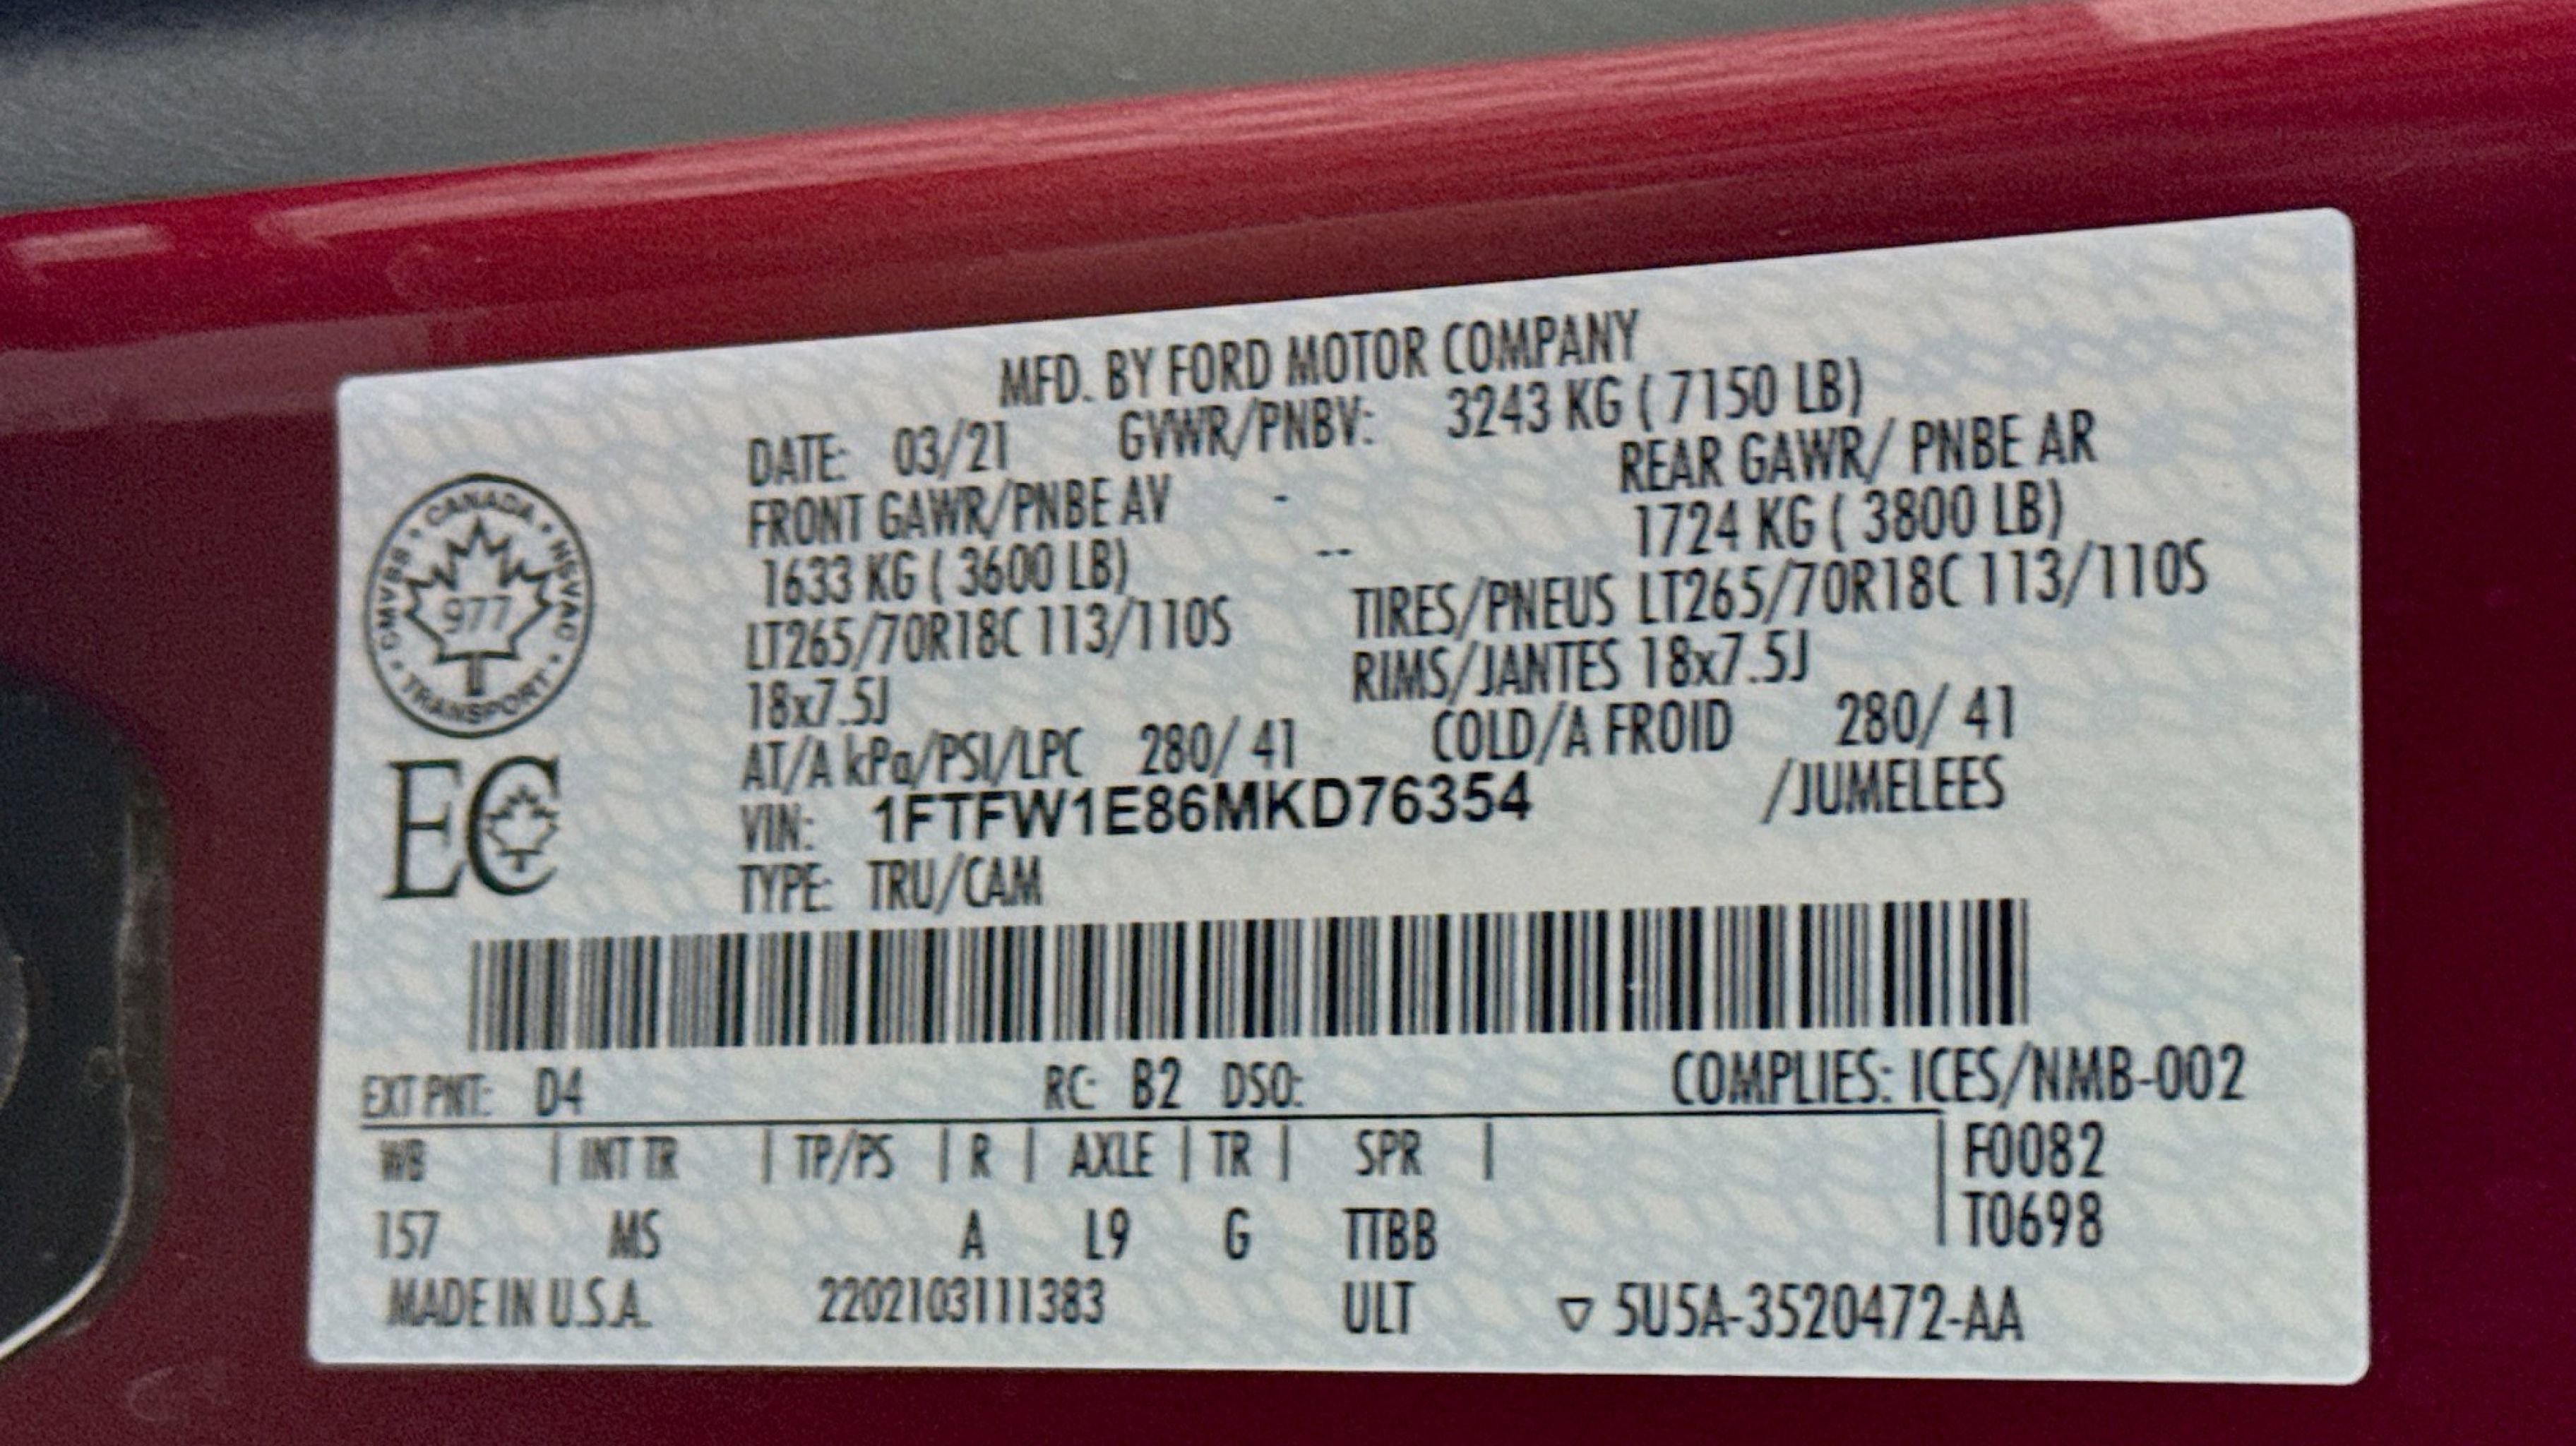 MFD. BY FORD MOTOR COMPANY
DATE: 03/21 GVWR/PNBV: 3243 KG ( 7150 LB)
FRONT GAWR/PNBE AV - REAR GAWR/ PNBE AR
1633 KG ( 3600 LB) -- 1724 KG ( 3800 LB)
LT265/70R18C 113/110S TIRES/PNEUS LT265/70R18C 113/110S
18x7.5J RIMS/JANTES 18x7.5J
AT/A kPa/PSI/LPC 280/ 41 COLD/A FROID 280/ 41
VIN: 1FTFW1E86MKD76354 /JUMELEES
TYPE: TRU/CAM
CANADA • NSVAC • TRANSPORT • CMVSS •
977
EC
EXT PNT: D4 RC: B2 DSO: COMPLIES: ICES/NMB-002
WB | INT TR | TP/PS | R | AXLE | TR | SPR | | F0082
157 MS A L9 G TTBB | T0698
MADE IN U.S.A. 2202103111383 ULT ▽ 5U5A-3520472-AA